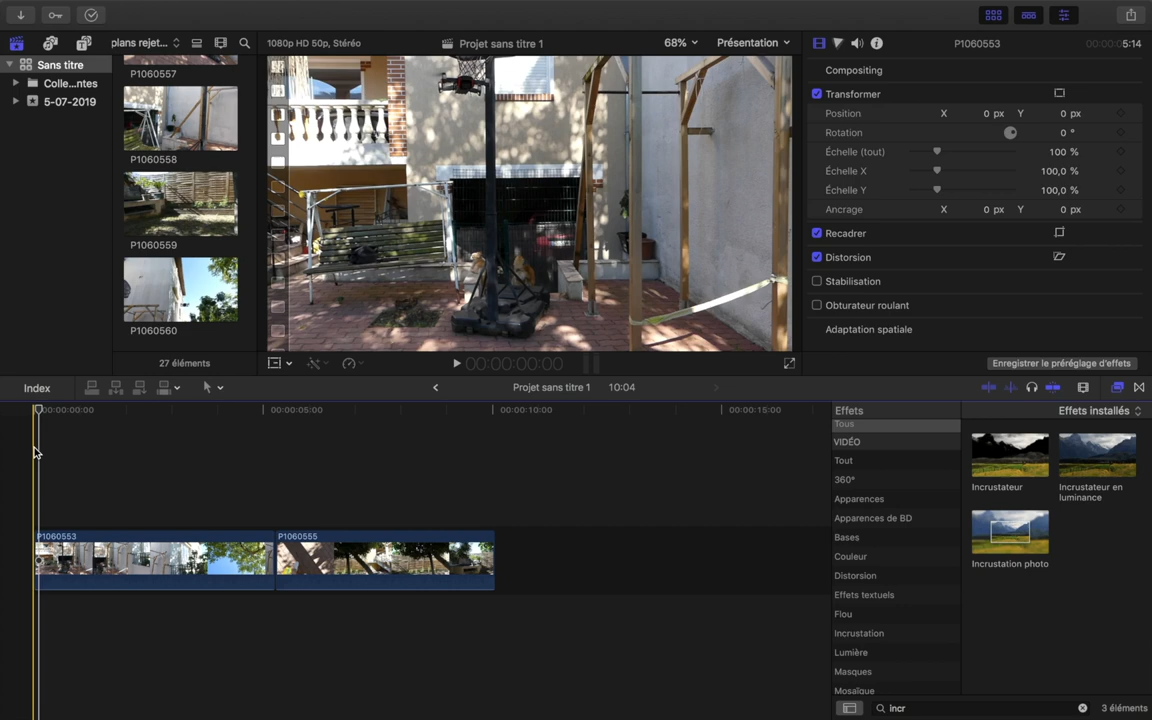 plans rejet...
1080p HD 50p, Stéréo
Projet sans titre 1
68%
Présentation
P1060553
00:00:05:14
Sans titre
Colle...ntes
5-07-2019
P1060557
P1060558
P1060559
P1060560
27 éléments
00:00:00:00
Compositing
Transformer
Position X 0 px Y 0 px
Rotation 0 °
Échelle (tout) 100 %
Échelle X 100,0 %
Échelle Y 100,0 %
Ancrage X 0 px Y 0 px
Recadrer
Distorsion
Stabilisation
Obturateur roulant
Adaptation spatiale
Enregistrer le préréglage d'effets
Index
Projet sans titre 1 10:04
00:00:00:00
00:00:05:00
00:00:10:00
00:00:15:00
P1060553
P1060555
Effets
Effets installés
Tous
VIDÉO
Tout
360°
Apparences
Apparences de BD
Bases
Couleur
Distorsion
Effets textuels
Flou
Incrustation
Lumière
Masques
Mosaïque
Incrustateur
Incrustateur en
luminance
Incrustation photo
incr
3 éléments